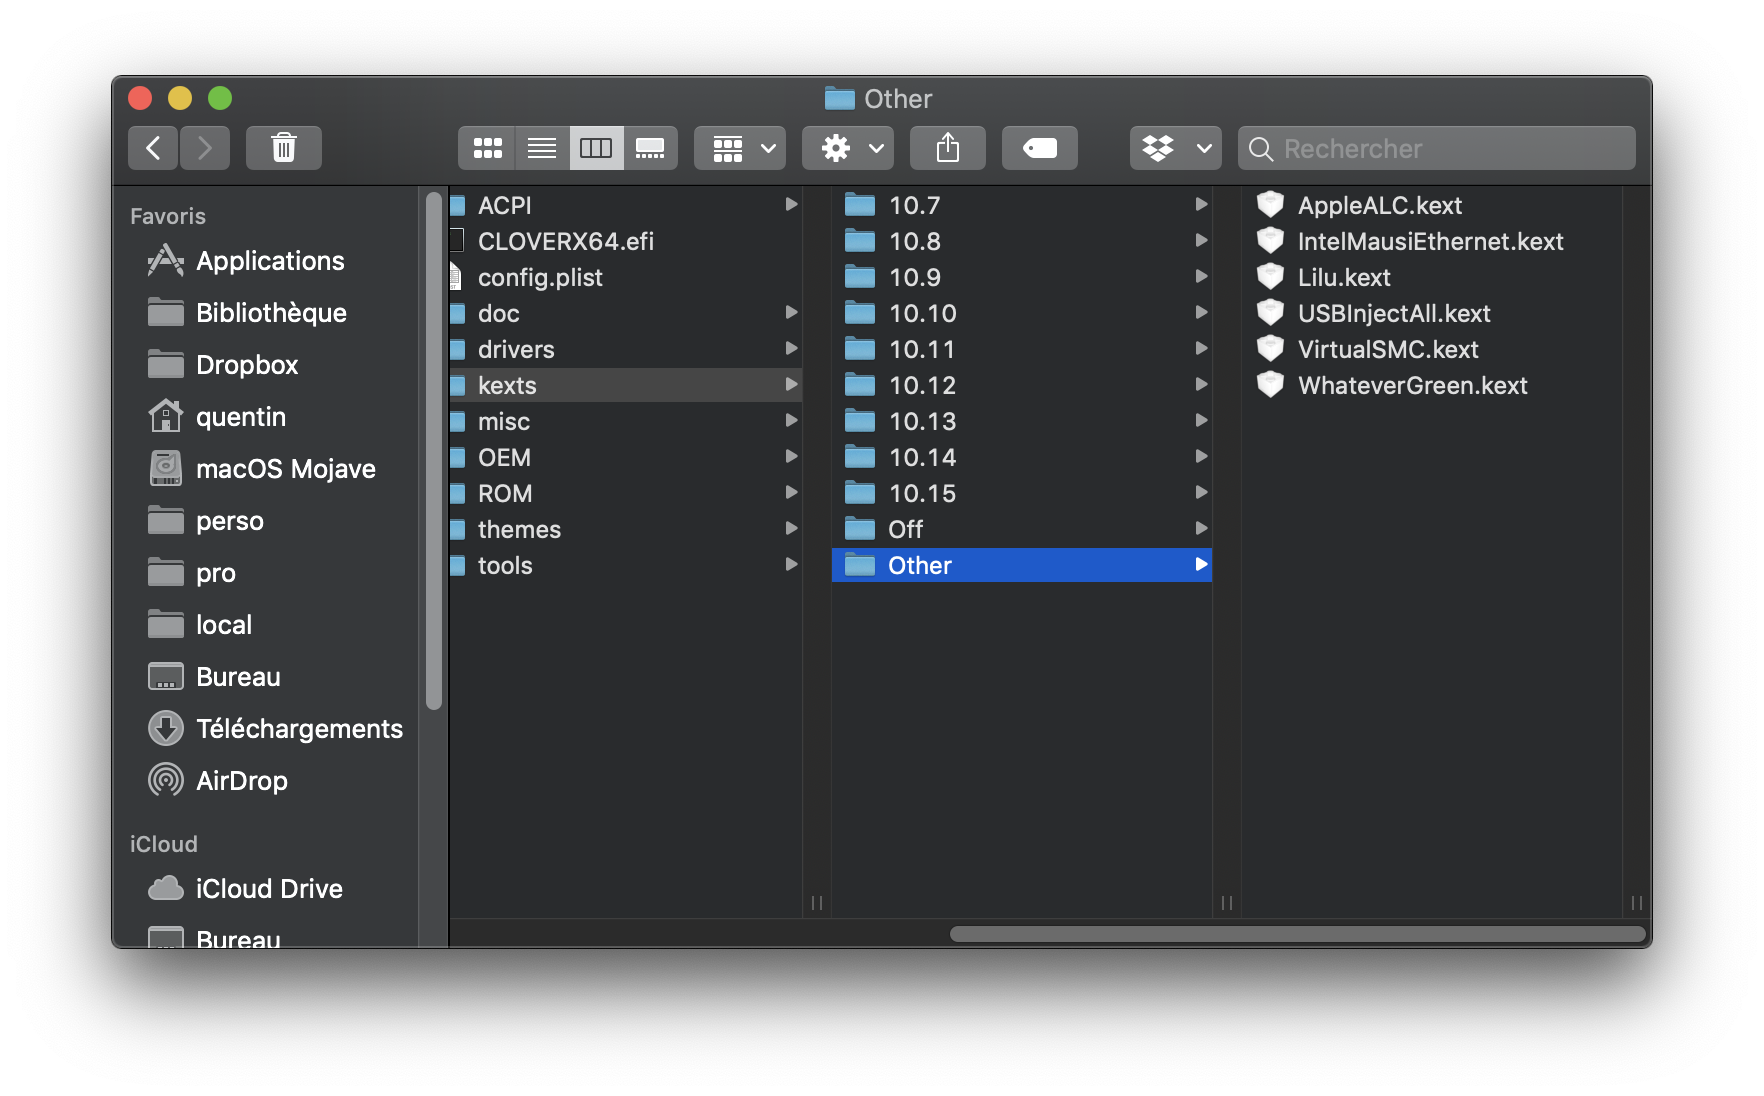 Other
Rechercher
Favoris
Applications
Bibliothèque
Dropbox
quentin
macOS Mojave
perso
pro
local
Bureau
Téléchargements
AirDrop
iCloud
iCloud Drive
Bureau
ACPI
CLOVERX64.efi
config.plist
doc
drivers
kexts
misc
OEM
ROM
themes
tools
10.7
10.8
10.9
10.10
10.11
10.12
10.13
10.14
10.15
Off
Other
AppleALC.kext
IntelMausiEthernet.kext
Lilu.kext
USBInjectAll.kext
VirtualSMC.kext
WhateverGreen.kext